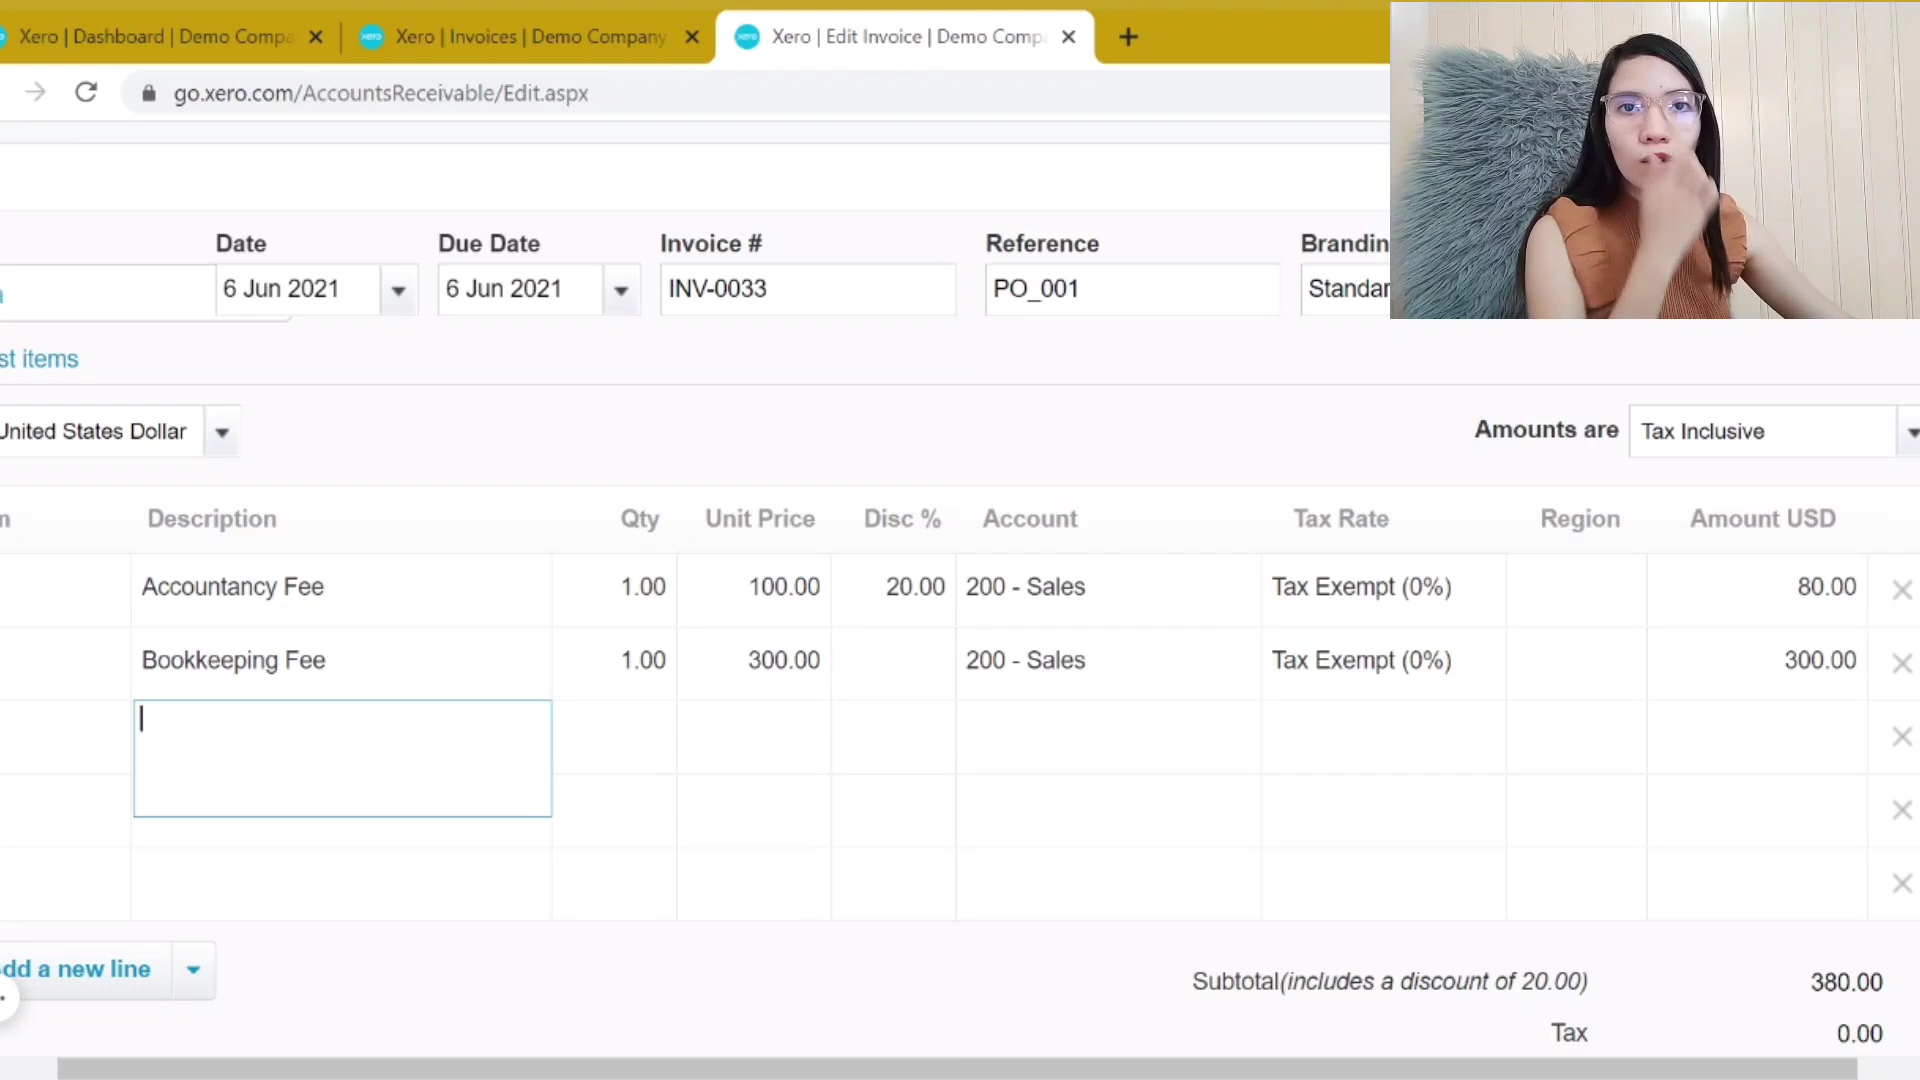 Xero | Dashboard | Demo Compa
Xero | Invoices | Demo Company
xero
Xero | Edit Invoice | Demo Comp
go.xero.com/AccountsReceivable/Edit.aspx
Date
Due Date
Invoice #
Reference
Brandin
6 Jun 2021
6 Jun 2021
INV-0033
PO_001
Standar
st items
United States Dollar
Amounts are
Tax Inclusive
Description
Qty
Unit Price
Disc %
Account
Tax Rate
Region
Amount USD
Accountancy Fee
1.00
100.00
20.00
200 - Sales
Tax Exempt (0%)
80.00
Bookkeeping Fee
1.00
300.00
200 - Sales
Tax Exempt (0%)
300.00
dd a new line
Subtotal(includes a discount of 20.00)
380.00
Tax
0.00